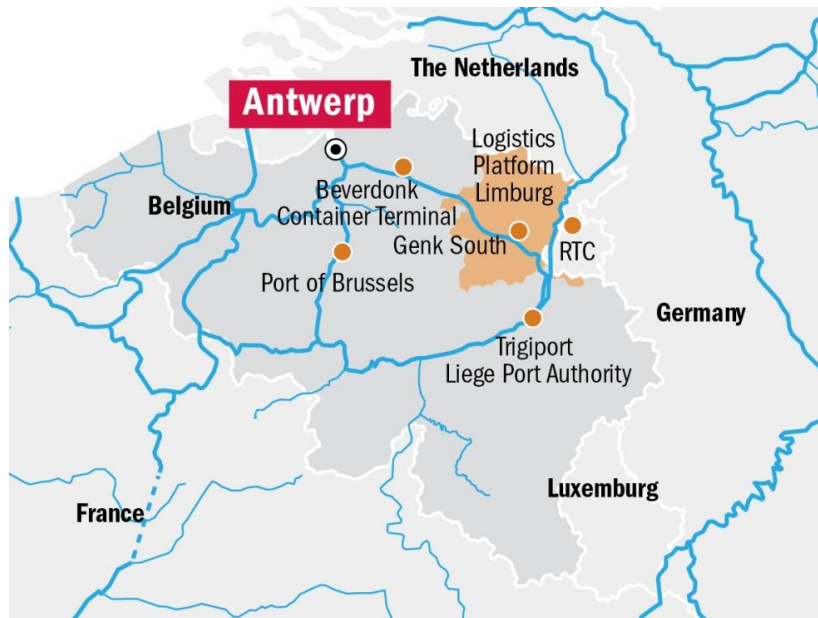 The Netherlands
Antwerp
Logistics
Platform
Limburg
Beverdonk
Container Terminal
Belgium
Genk South
RTC
Port of Brussels
Germany
Trigiport
Liege Port Authority
Luxemburg
France